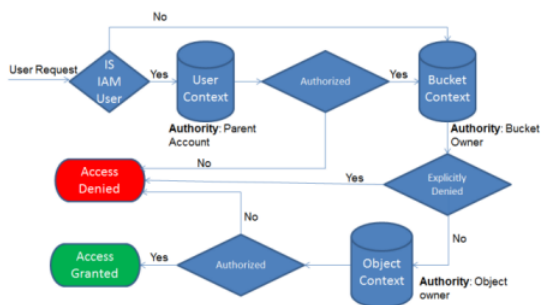 No
User Request
IS
IAM
User
Yes
User
Context
Authorized
Yes
Bucket
Context
Authority: Parent
Account
Authority: Bucket
Owner
No
Access
Denied
Yes
Explicitly
Denied
No
No
Access
Granted
Yes
Authorized
Object
Context
Authority: Object
owner